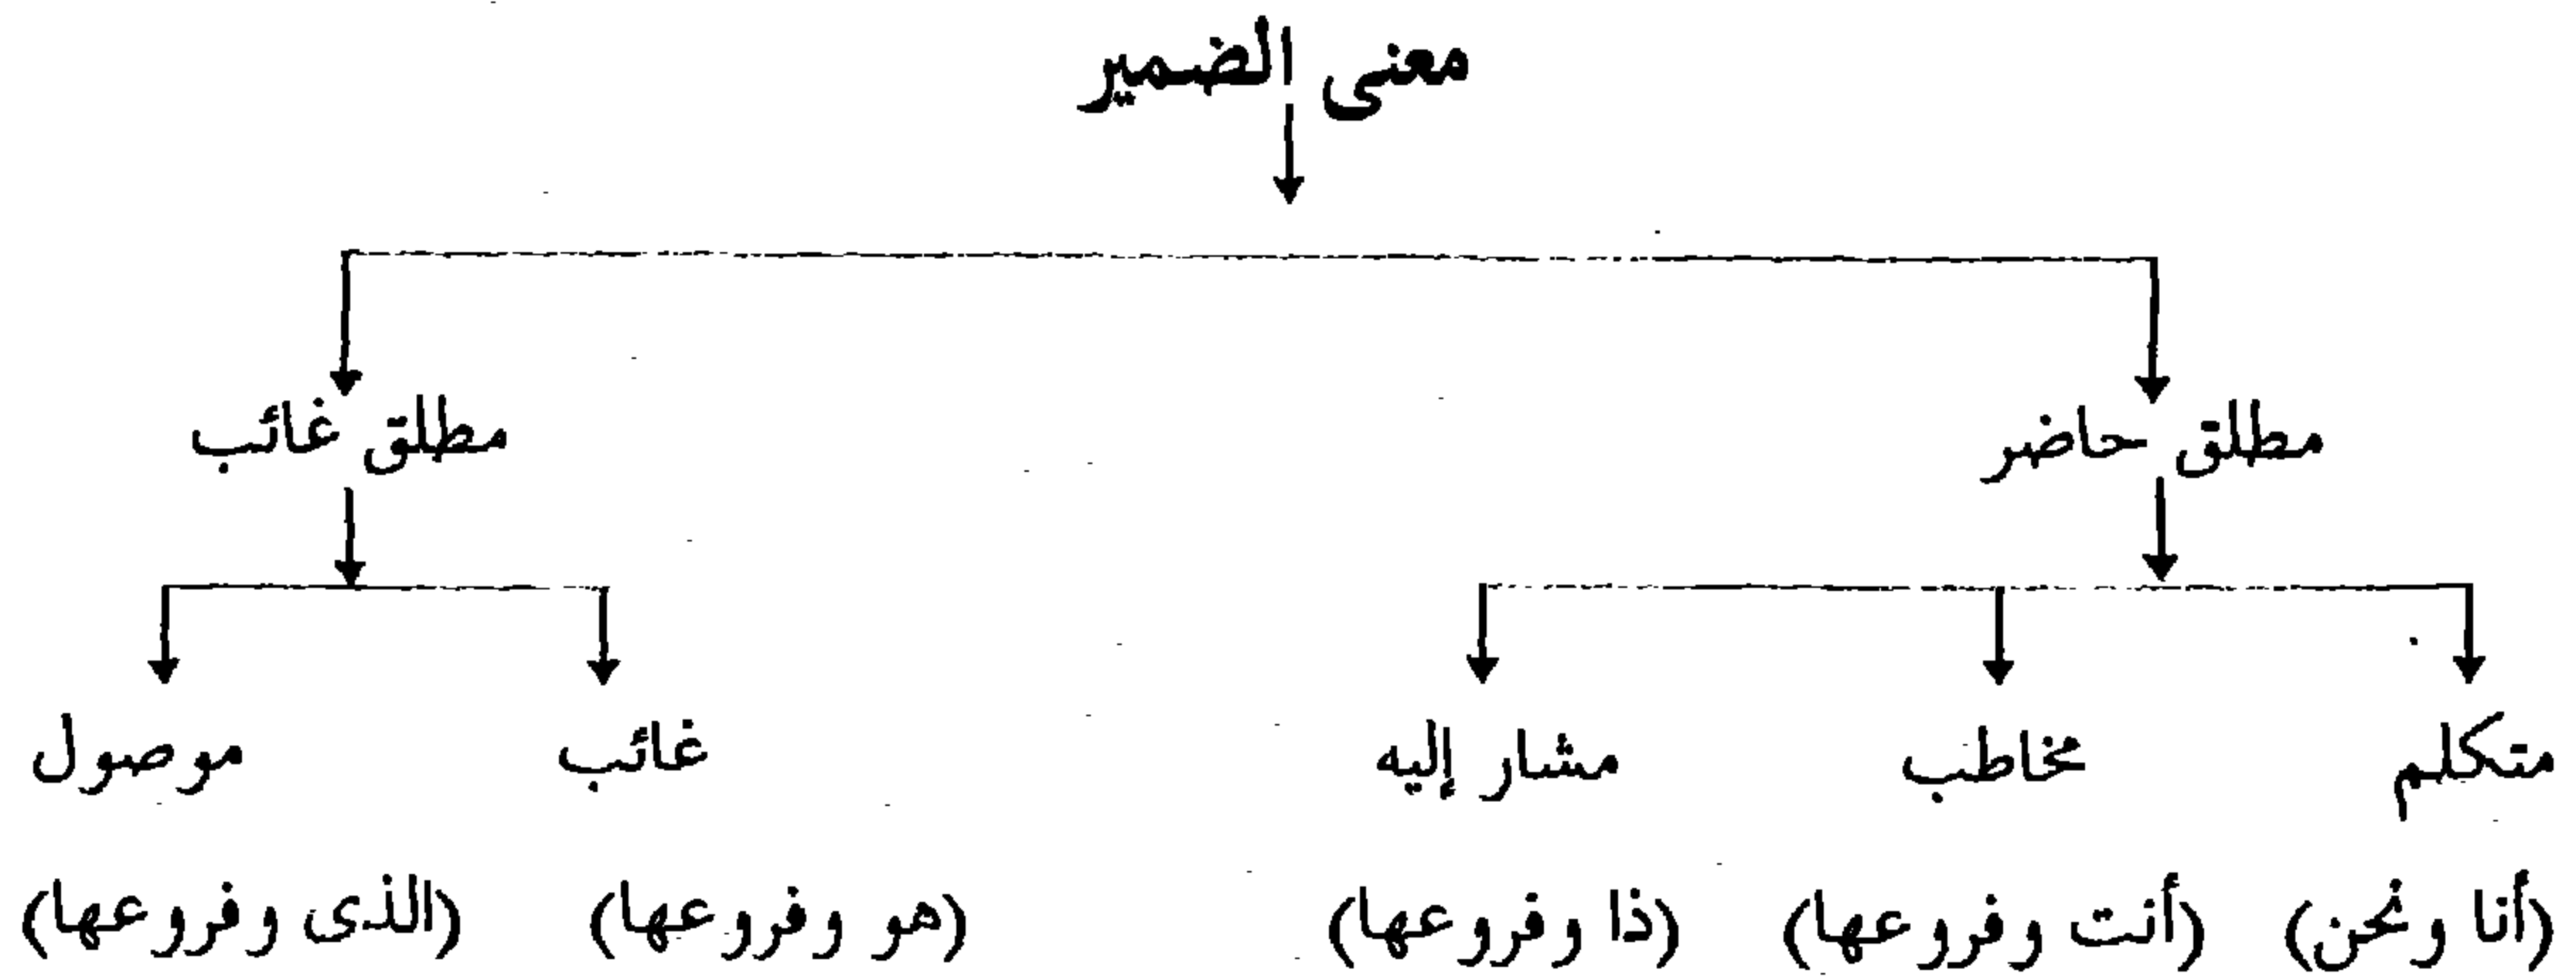 معنى الضمير
مطلق حاضر
مطلق غائب
متكلم
مخاطب
مشار إليه
غائب
موصول
(أنا ونحن)
(أنت وفروعها)
(ذا وفروعها)
(هو وفروعها)
(الذى وفروعها)